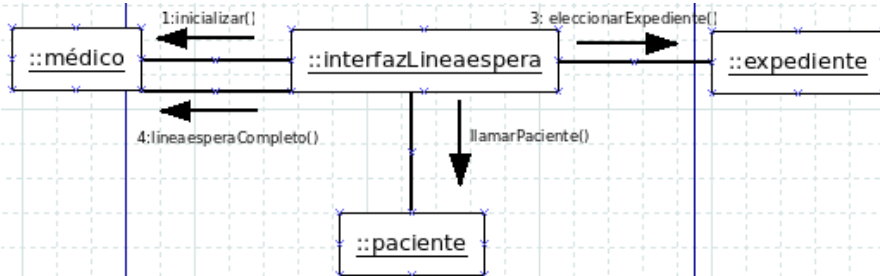 1:inicializar()
3: eleccionarExpediente()
::médico
::interfazLineaespera
::expediente
4:lineaesperaCompleto()
llamarPaciente()
::paciente